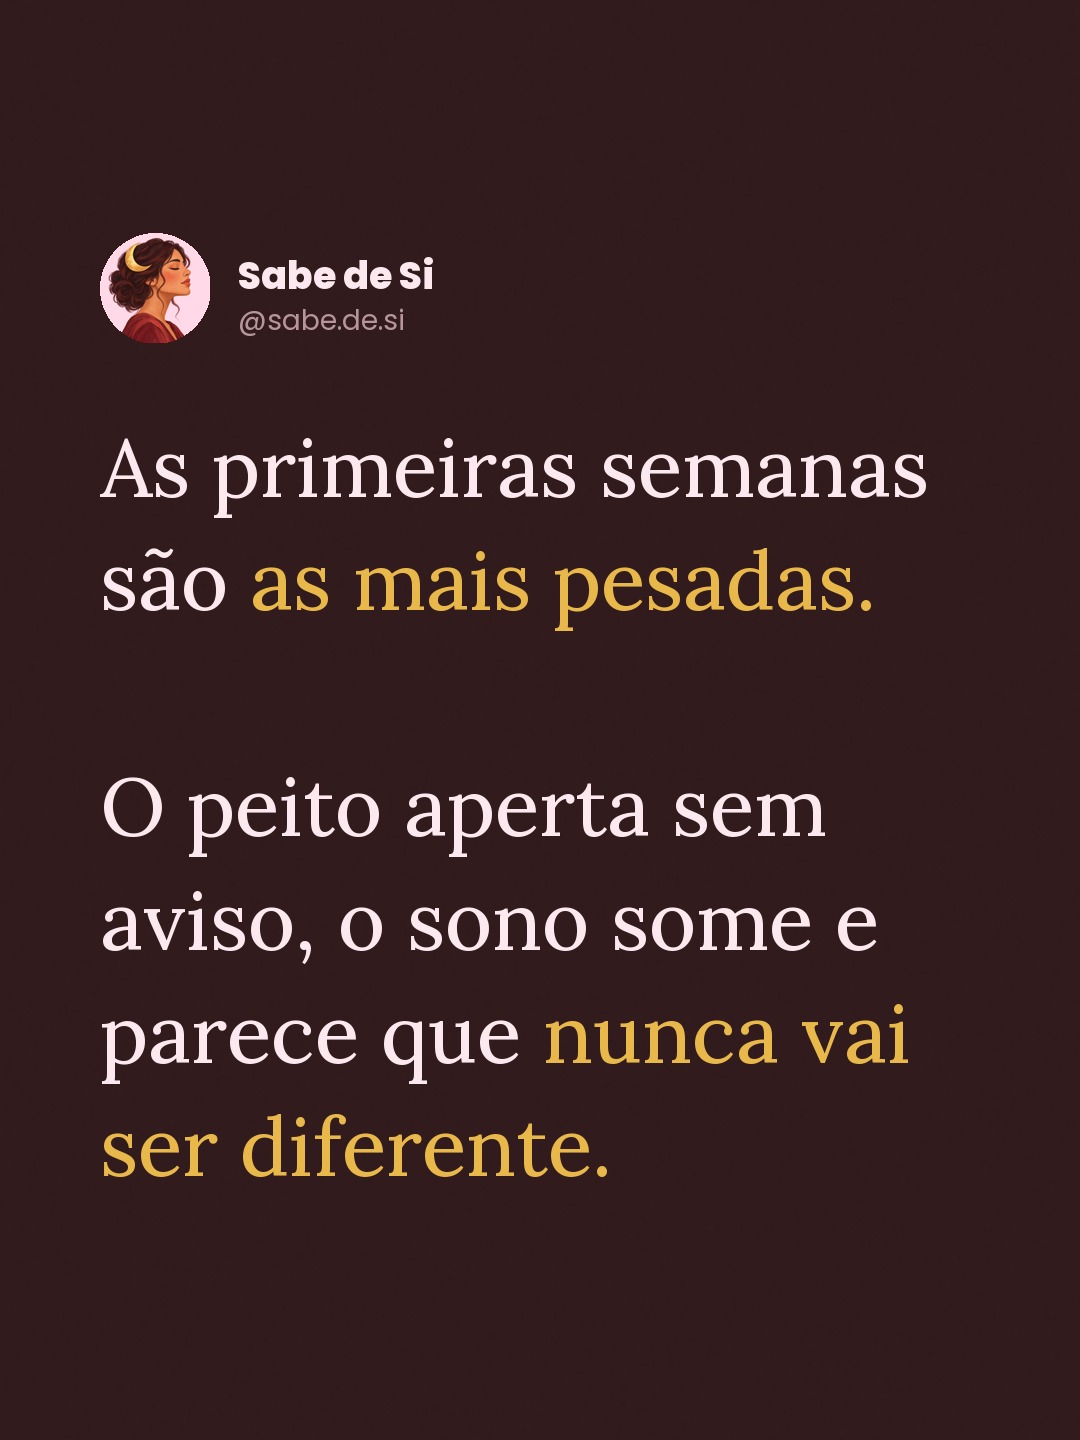 Sabe de Si
@sabe.de.si
As primeiras semanas
são as mais pesadas.
O peito aperta sem
aviso, o sono some e
parece que nunca vai
ser diferente.